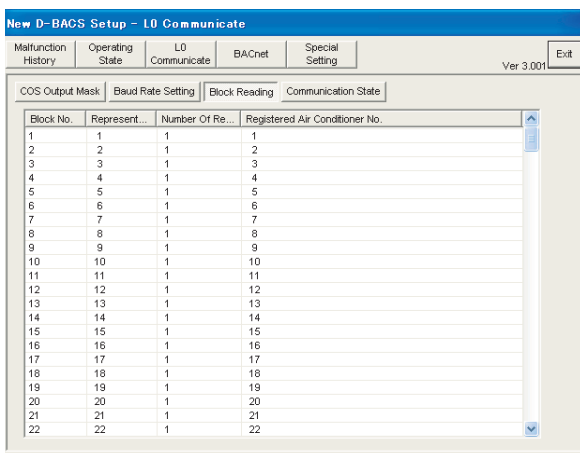 New D-BACS Setup - L0 Communicate
Malfunction History
Operating State
L0 Communicate
BACnet
Special Setting
Ver 3.001
Exit
COS Output Mask
Baud Rate Setting
Block Reading
Communication State
Block No. Represent... Number Of Re... Registered Air Conditioner No.
1 1 1 1
2 2 1 2
3 3 1 3
4 4 1 4
5 5 1 5
6 6 1 6
7 7 1 7
8 8 1 8
9 9 1 9
10 10 1 10
11 11 1 11
12 12 1 12
13 13 1 13
14 14 1 14
15 15 1 15
16 16 1 16
17 17 1 17
18 18 1 18
19 19 1 19
20 20 1 20
21 21 1 21
22 22 1 22